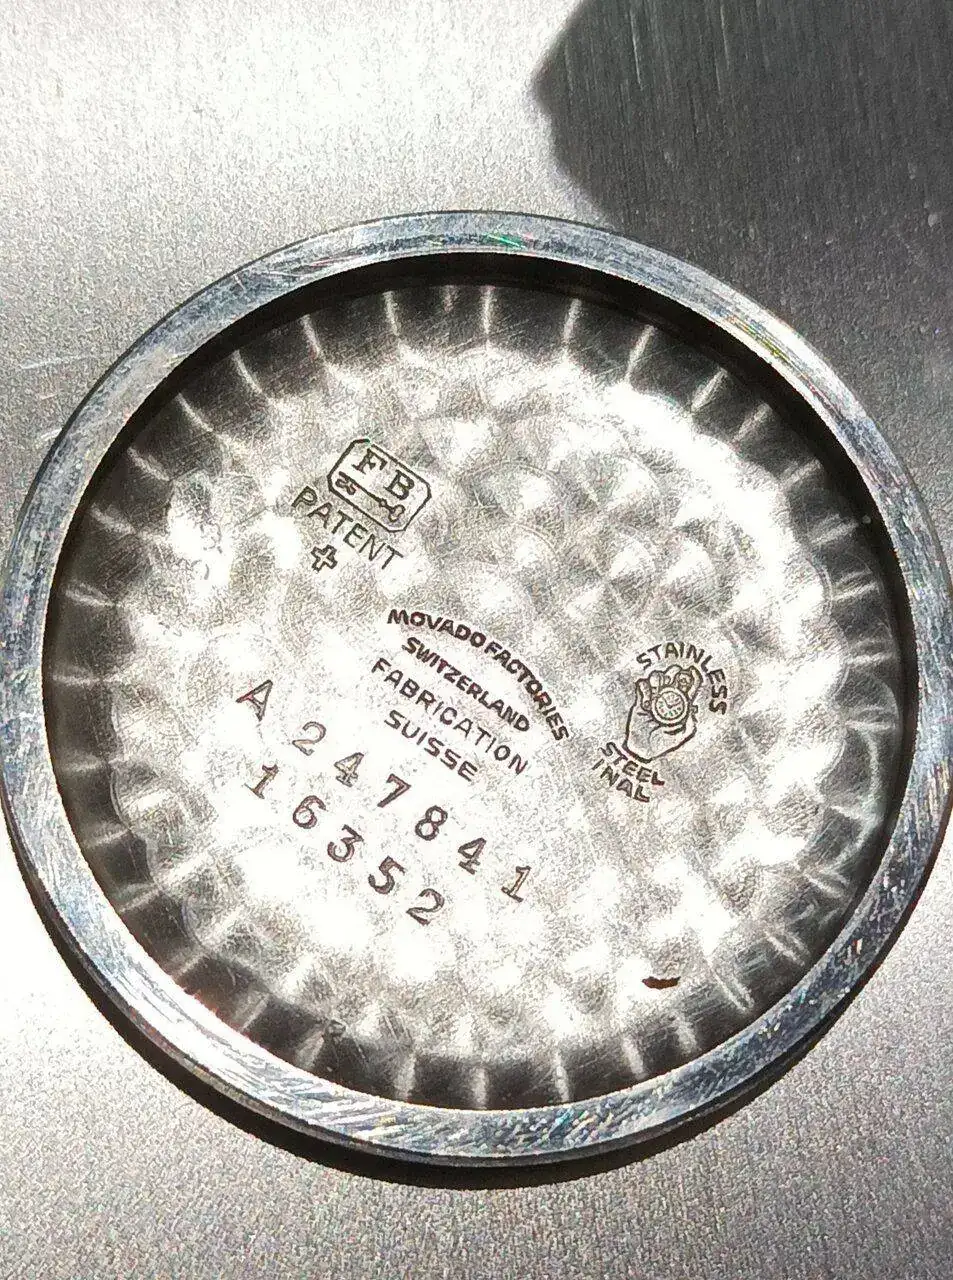 FB
PATENT
MOVADO FACTORIES
SWITZERLAND
FABRICATION
SUISSE
A 247841
16352
STAINLESS
STEEL
INAL